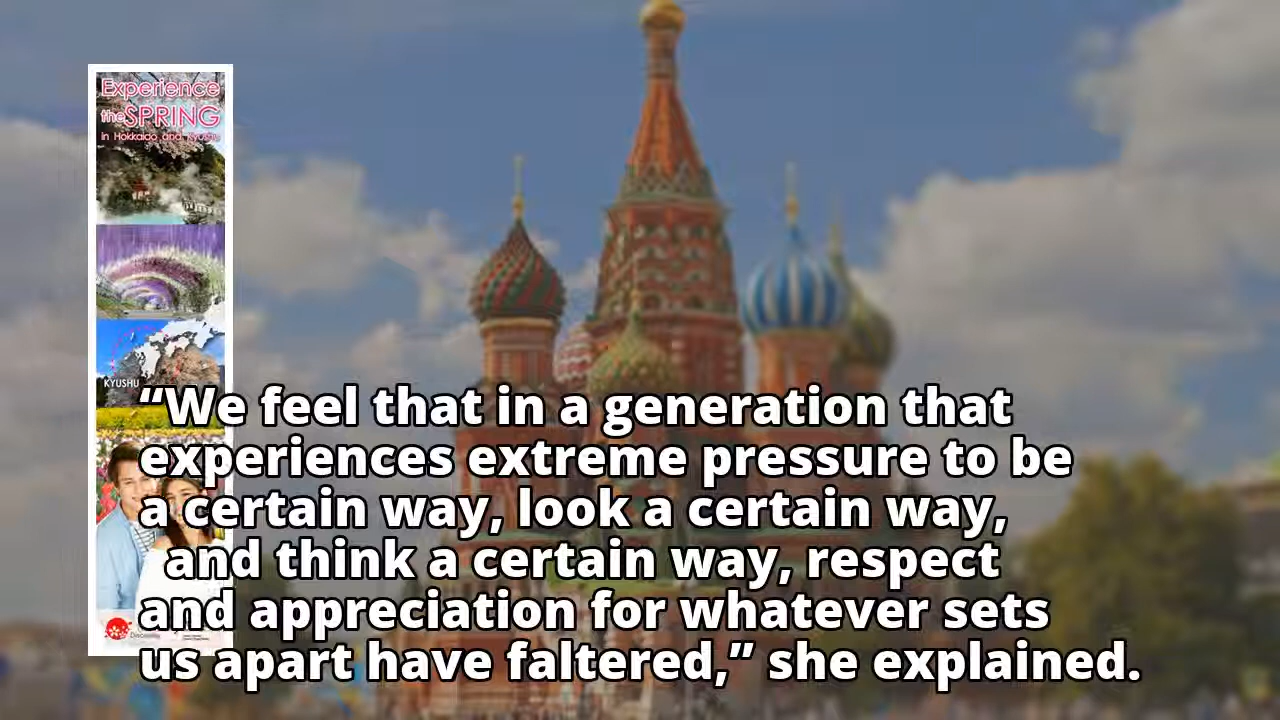 Experience
the SPRING
in Hokkaido and Kyushu
KYUSHU
“We feel that in a generation that
experiences extreme pressure to be
a certain way, look a certain way,
and think a certain way, respect
and appreciation for whatever sets
us apart have faltered,” she explained.